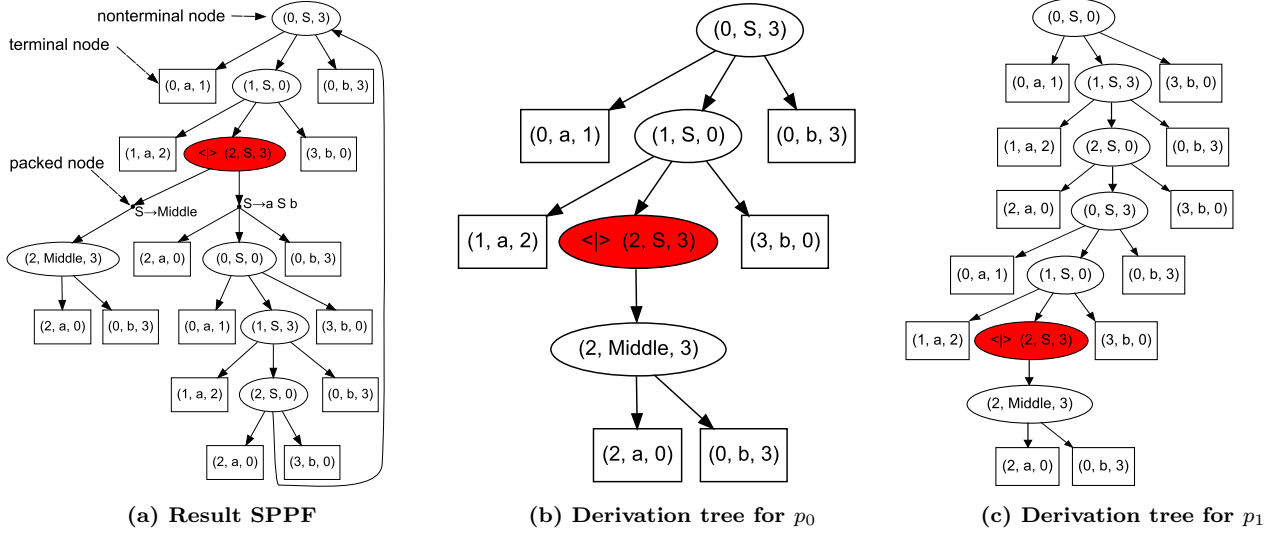 nonterminal node
(0, S, 3)
terminal node
(0, a, 1)
(1, S, 0)
(0, b, 3)
(1, a, 2)
<|> (2, S, 3)
(3, b, 0)
packed node
S→Middle
S→a S b
(2, Middle, 3)
(2, a, 0)
(0, S, 0)
(0, b, 3)
(2, a, 0)
(0, b, 3)
(0, a, 1)
(1, S, 3)
(3, b, 0)
(1, a, 2)
(2, S, 0)
(0, b, 3)
(2, a, 0)
(3, b, 0)
(a) Result SPPF
(0, S, 3)
(0, a, 1)
(1, S, 0)
(0, b, 3)
(1, a, 2)
<|> (2, S, 3)
(3, b, 0)
(2, Middle, 3)
(2, a, 0)
(0, b, 3)
(b) Derivation tree for p0
(0, S, 0)
(0, a, 1)
(1, S, 3)
(3, b, 0)
(1, a, 2)
(2, S, 0)
(0, b, 3)
(2, a, 0)
(0, S, 3)
(3, b, 0)
(0, a, 1)
(1, S, 0)
(0, b, 3)
(1, a, 2)
<|> (2, S, 3)
(3, b, 0)
(2, Middle, 3)
(2, a, 0)
(0, b, 3)
(c) Derivation tree for p1